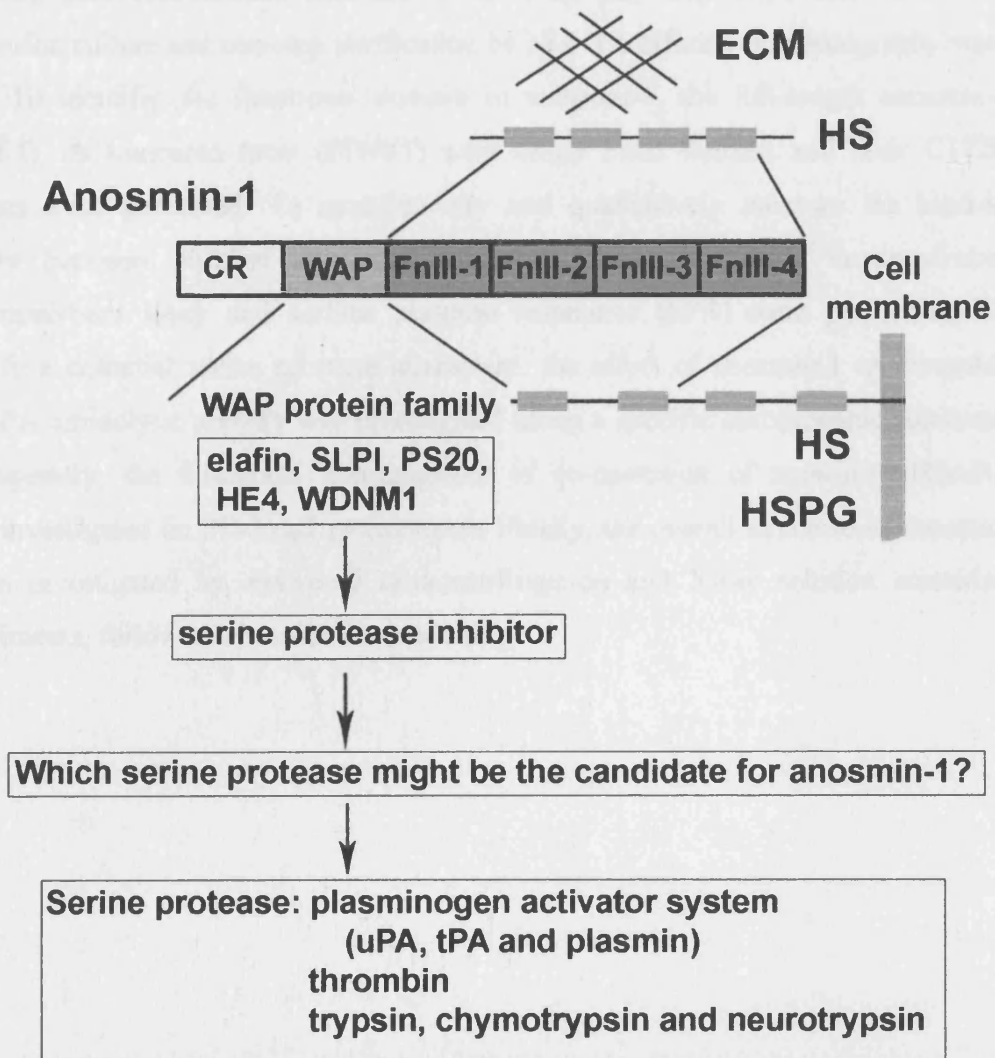 ECM
HS
Anosmin-1
CR WAP FnIII-1 FnIII-2 FnIII-3 FnIII-4
Cell
membrane
WAP protein family
elafin, SLPI, PS20,
HE4, WDNM1
HS
HSPG
serine protease inhibitor
Which serine protease might be the candidate for anosmin-1?
Serine protease: plasminogen activator system
(uPA, tPA and plasmin)
thrombin
trypsin, chymotrypsin and neurotrypsin